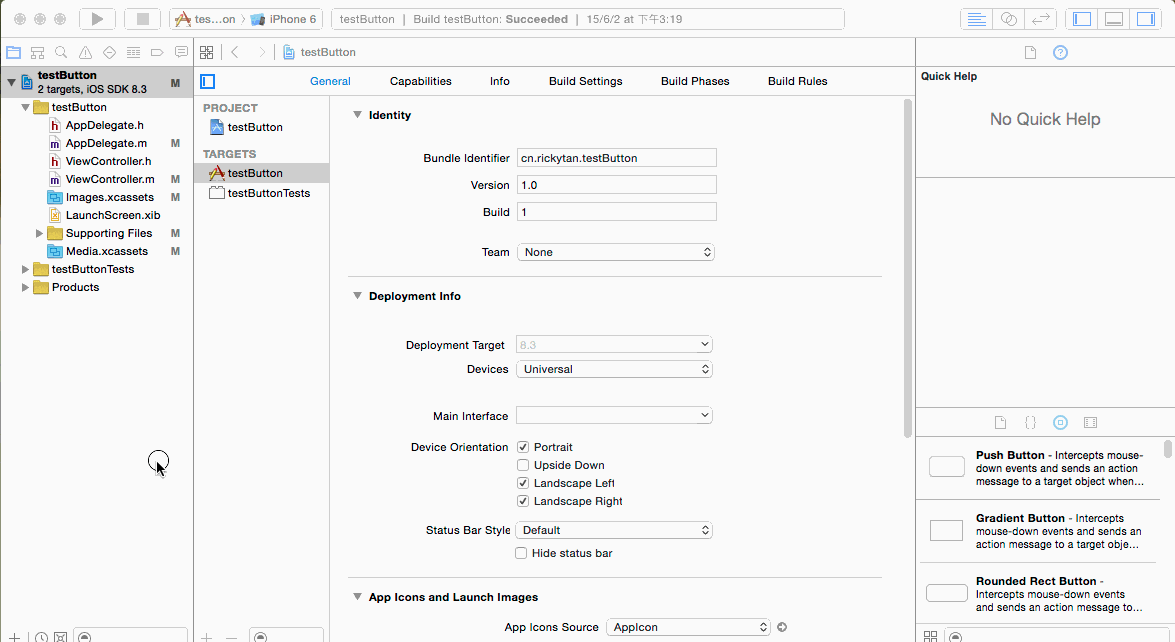 tes...on
iPhone 6
testButton | Build testButton: Succeeded | 15/6/2 at 下午3:19
testButton
2 targets, iOS SDK 8.3
M
testButton
h AppDelegate.h
m AppDelegate.m M
h ViewController.h
m ViewController.m M
Images.xcassets M
LaunchScreen.xib
Supporting Files M
Media.xcassets M
testButtonTests
Products
testButton
General Capabilities Info Build Settings Build Phases Build Rules
PROJECT
testButton
TARGETS
testButton
testButtonTests
Identity
Bundle Identifier cn.rickytan.testButton
Version 1.0
Build 1
Team None
Deployment Info
Deployment Target 8.3
Devices Universal
Main Interface
Device Orientation Portrait
Upside Down
Landscape Left
Landscape Right
Status Bar Style Default
Hide status bar
App Icons and Launch Images
App Icons Source AppIcon
Quick Help
No Quick Help
Push Button - Intercepts mouse-
down events and sends an action
message to a target object when...
Gradient Button - Intercepts
mouse-down events and sends an
action message to a target obje...
Rounded Rect Button -
Intercepts mouse-down events
and sends an action message to...